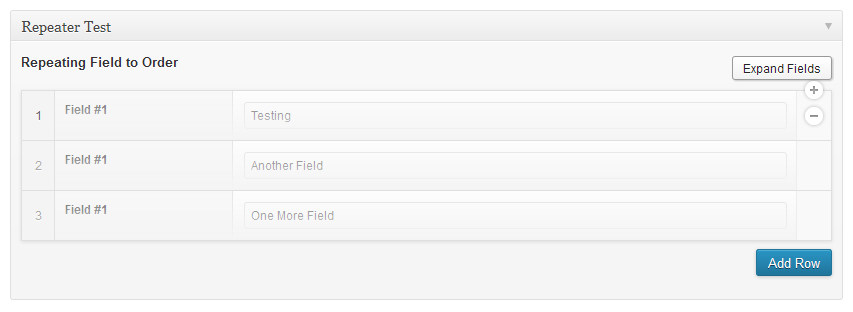 Repeater Test
Repeating Field to Order
Expand Fields
1 Field #1 Testing
2 Field #1 Another Field
3 Field #1 One More Field
Add Row